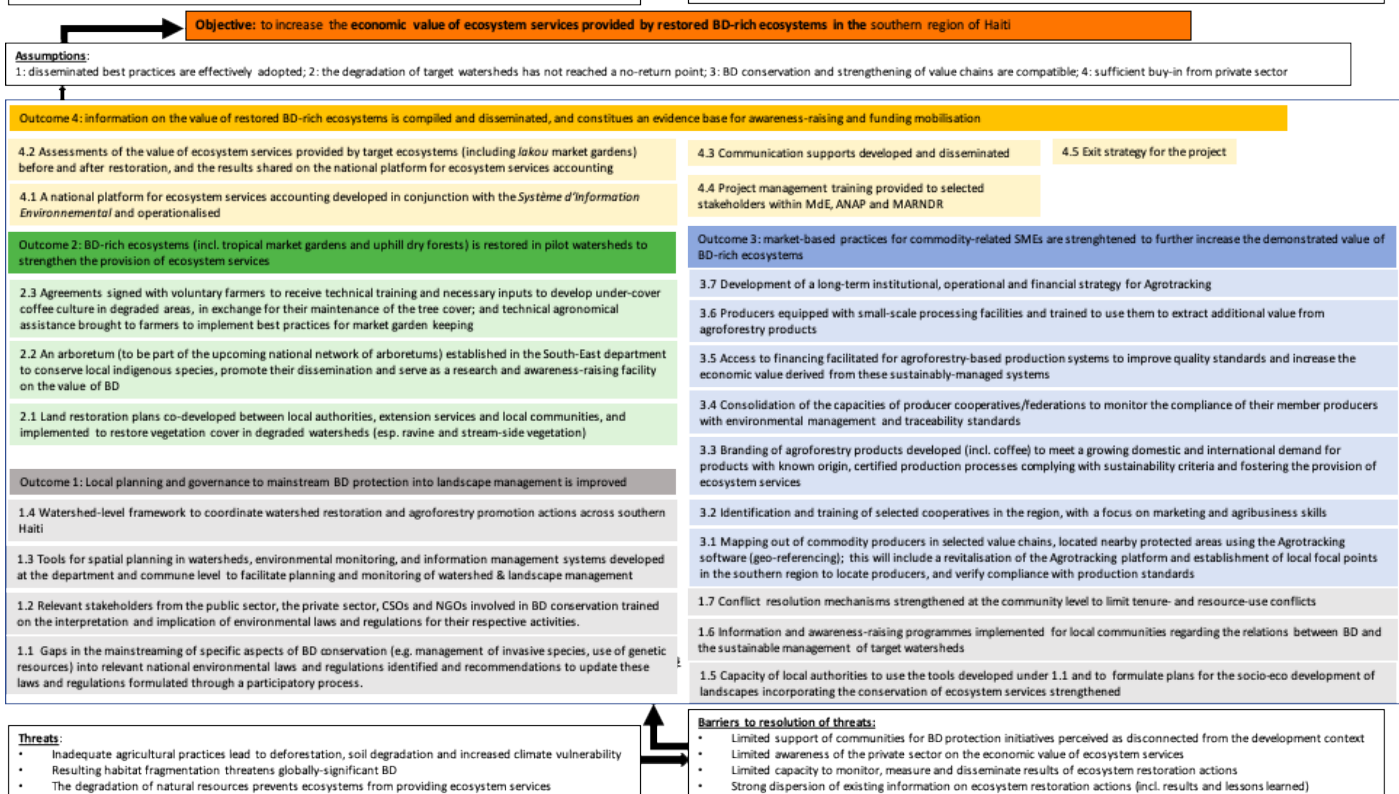 Objective: to increase the economic value of ecosystem services provided by restored BD-rich ecosystems in the southern region of Haiti
Assumptions:
1: disseminated best practices are effectively adopted; 2: the degradation of target watersheds has not reached a no-return point; 3: BD conservation and strengthening of value chains are compatible; 4: sufficient buy-in from private sector
Outcome 4: information on the value of restored BD-rich ecosystems is compiled and disseminated, and constitutes an evidence base for awareness-raising and funding mobilisation
4.2 Assessments of the value of ecosystem services provided by target ecosystems (including lakou market gardens)
before and after restoration, and the results shared on the national platform for ecosystem services accounting
4.1 A national platform for ecosystem services accounting developed in conjunction with the Système d'Information
Environnemental and operationalised
4.3 Communication supports developed and disseminated
4.5 Exit strategy for the project
4.4 Project management training provided to selected
stakeholders within MdE, ANAP and MARNDR
Outcome 2: BD-rich ecosystems (incl. tropical market gardens and uphill dry forests) is restored in pilot watersheds to
strengthen the provision of ecosystem services
2.3 Agreements signed with voluntary farmers to receive technical training and necessary inputs to develop under-cover
coffee culture in degraded areas, in exchange for their maintenance of the tree cover; and technical agronomical
assistance brought to farmers to implement best practices for market garden keeping
2.2 An arboretum (to be part of the upcoming national network of arboretums) established in the South-East department
to conserve local indigenous species, promote their dissemination and serve as a research and awareness-raising facility
on the value of BD
2.1 Land restoration plans co-developed between local authorities, extension services and local communities, and
implemented to restore vegetation cover in degraded watersheds (esp. ravine and stream-side vegetation)
Outcome 1: Local planning and governance to mainstream BD protection into landscape management is improved
1.4 Watershed-level framework to coordinate watershed restoration and agroforestry promotion actions across southern
Haiti
1.3 Tools for spatial planning in watersheds, environmental monitoring, and information management systems developed
at the department and commune level to facilitate planning and monitoring of watershed & landscape management
1.2 Relevant stakeholders from the public sector, the private sector, CSOs and NGOs involved in BD conservation trained
on the interpretation and implication of environmental laws and regulations for their respective activities.
1.1 Gaps in the mainstreaming of specific aspects of BD conservation (e.g. management of invasive species, use of genetic
resources) into relevant national environmental laws and regulations identified and recommendations to update these
laws and regulations formulated through a participatory process.
Outcome 3: market-based practices for commodity-related SMEs are strenghtened to further increase the demonstrated value of
BD-rich ecosystems
3.7 Development of a long-term institutional, operational and financial strategy for Agrotracking
3.6 Producers equipped with small-scale processing facilities and trained to use them to extract additional value from
agroforestry products
3.5 Access to financing facilitated for agroforestry-based production systems to improve quality standards and increase the
economic value derived from these sustainably-managed systems
3.4 Consolidation of the capacities of producer cooperatives/federations to monitor the compliance of their member producers
with environmental management and traceability standards
3.3 Branding of agroforestry products developed (incl. coffee) to meet a growing domestic and international demand for
products with known origin, certified production processes complying with sustainability criteria and fostering the provision of
ecosystem services
3.2 Identification and training of selected cooperatives in the region, with a focus on marketing and agribusiness skills
3.1 Mapping out of commodity producers in selected value chains, located nearby protected areas using the Agrotracking
software (geo-referencing); this will include a revitalisation of the Agrotracking platform and establishment of local focal points
in the southern region to locate producers, and verify compliance with production standards
1.7 Conflict resolution mechanisms strengthened at the community level to limit tenure- and resource-use conflicts
1.6 Information and awareness-raising programmes implemented for local communities regarding the relations between BD and
the sustainable management of target watersheds
1.5 Capacity of local authorities to use the tools developed under 1.1 and to formulate plans for the socio-eco development of
landscapes incorporating the conservation of ecosystem services strengthened
Threats:
• Inadequate agricultural practices lead to deforestation, soil degradation and increased climate vulnerability
• Resulting habitat fragmentation threatens globally-significant BD
• The degradation of natural resources prevents ecosystems from providing ecosystem services
Barriers to resolution of threats:
• Limited support of communities for BD protection initiatives perceived as disconnected from the development context
• Limited awareness of the private sector on the economic value of ecosystem services
• Limited capacity to monitor, measure and disseminate results of ecosystem restoration actions
• Strong dispersion of existing information on ecosystem restoration actions (incl. results and lessons learned)